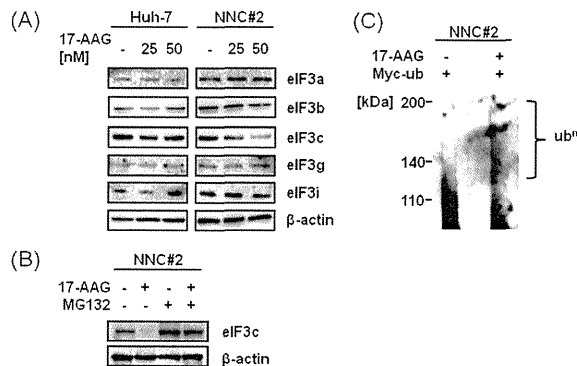 (A)
Huh-7 NNC#2
17-AAG
[nM] - 25 50 - 25 50
eIF3a
eIF3b
eIF3c
eIF3g
eIF3i
β-actin
(B)
NNC#2
17-AAG - + - +
MG132 - - + +
eIF3c
β-actin
(C)
NNC#2
17-AAG - +
Myc-ub + +
[kDa] 200-
140-
110-
ubⁿ